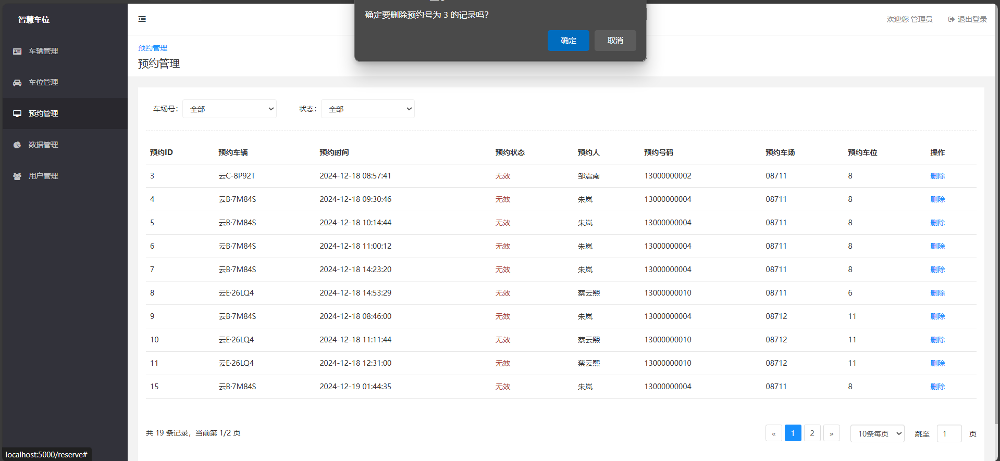 智慧车位
车辆管理
车位管理
预约管理
数据管理
用户管理
确定要删除预约号为 3 的记录吗?
确定 取消
欢迎您 管理员 退出登录
预约管理
预约管理
车场号: 全部 状态: 全部
预约ID 预约车辆 预约时间 预约状态 预约人 预约号码 预约车场 预约车位 操作
3 云C-8P92T 2024-12-18 08:57:41 无效 邹震南 13000000002 08711 8 删除
4 云B·7M84S 2024-12-18 09:30:46 无效 朱岚 13000000004 08711 8 删除
5 云B·7M84S 2024-12-18 10:14:44 无效 朱岚 13000000004 08711 8 删除
6 云B·7M84S 2024-12-18 11:00:12 无效 朱岚 13000000004 08711 8 删除
7 云B·7M84S 2024-12-18 14:23:20 无效 朱岚 13000000004 08711 8 删除
8 云E·26LQ4 2024-12-18 14:53:29 无效 蔡云熙 13000000010 08711 6 删除
9 云B·7M84S 2024-12-18 08:46:00 无效 朱岚 13000000004 08712 11 删除
10 云E·26LQ4 2024-12-18 11:11:44 无效 蔡云熙 13000000010 08712 11 删除
11 云E·26LQ4 2024-12-18 12:31:00 无效 蔡云熙 13000000010 08712 11 删除
15 云B·7M84S 2024-12-19 01:44:35 无效 朱岚 13000000004 08711 8 删除
共 19 条记录，当前第 1/2 页 « 1 2 » 10条每页 跳至 1 页
localhost:5000/reserve#